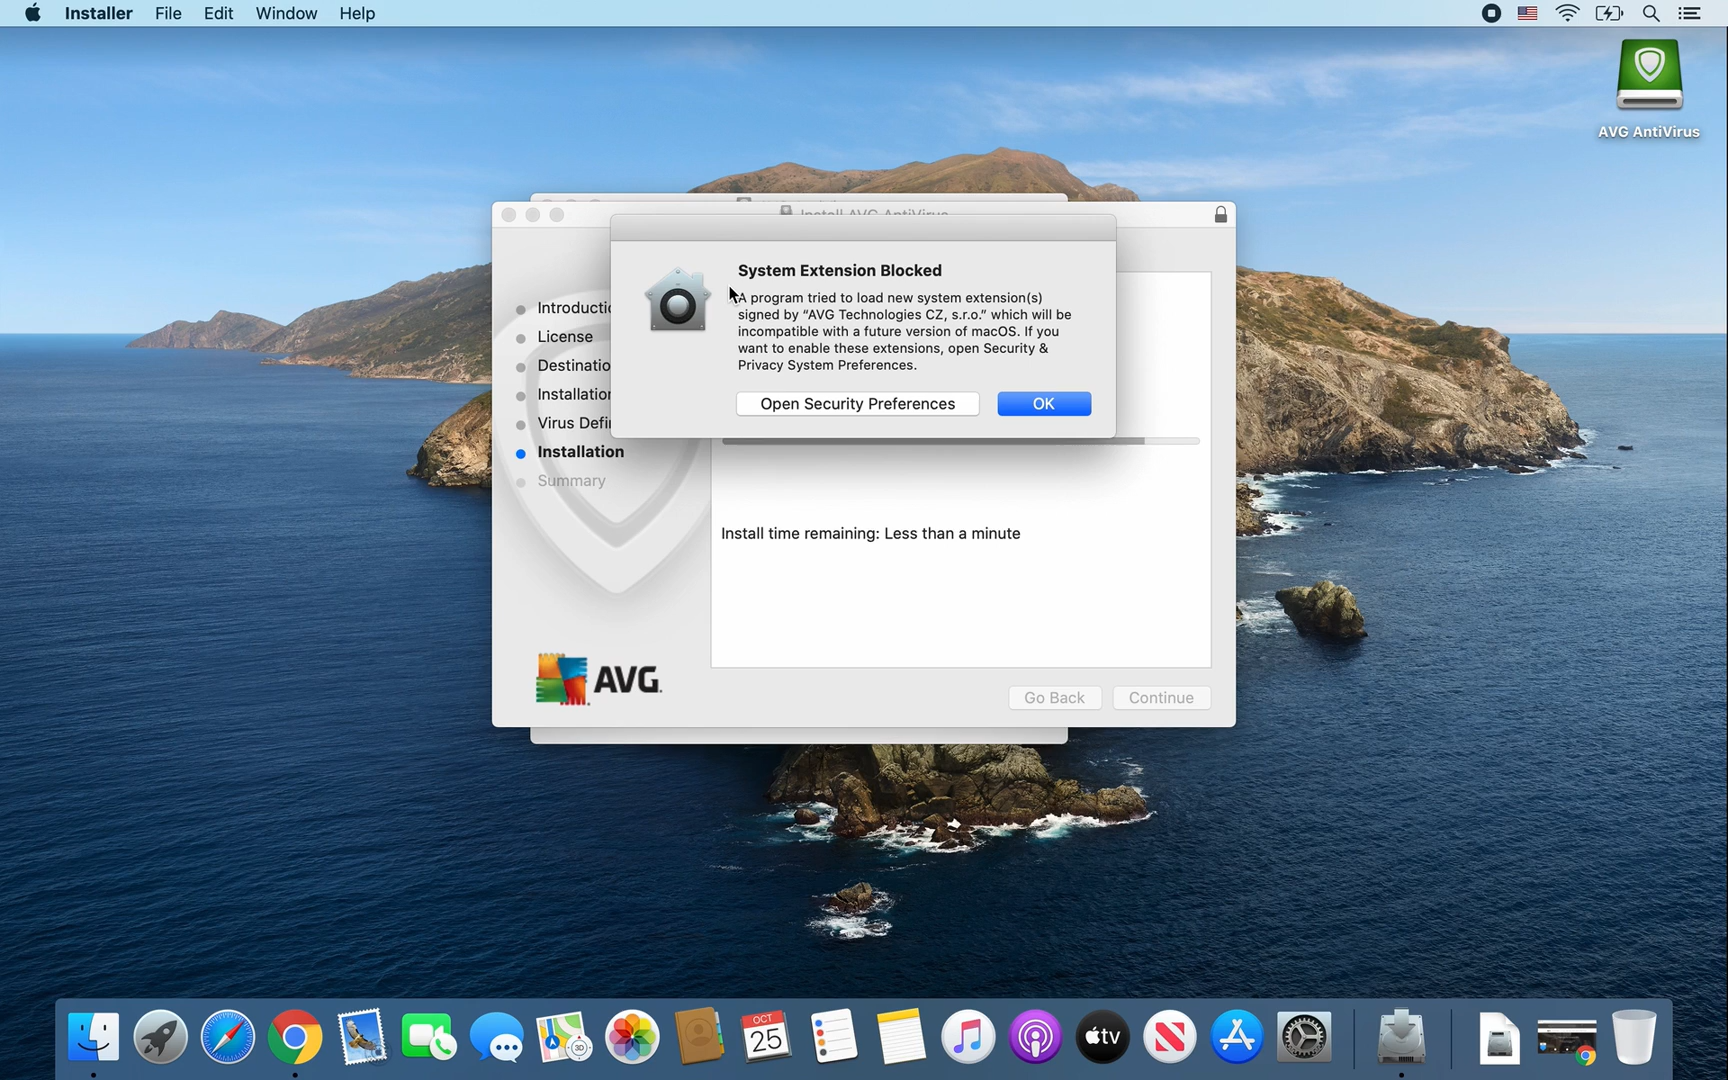 Installer File Edit Window Help
AVG AntiVirus
Install AVG AntiVirus
System Extension Blocked
A program tried to load new system extension(s)
signed by “AVG Technologies CZ, s.r.o.” which will be
incompatible with a future version of macOS. If you
want to enable these extensions, open Security &
Privacy System Preferences.
Open Security Preferences OK
Introductio
License
Destinatio
Installation
Virus Defi
Installation
Summary
Install time remaining: Less than a minute
AVG.
Go Back Continue
3D
OCT
25
tv